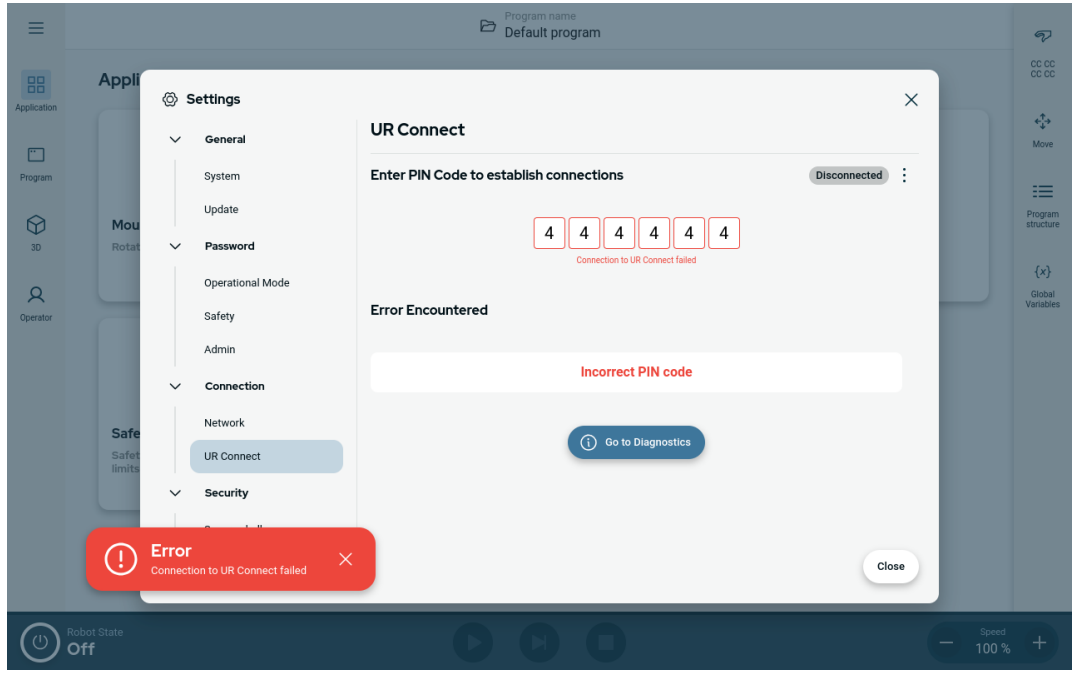 Program name
Default program
CC CC
CC CC
Application
Appli
Settings
General
System
Update
Password
Operational Mode
Safety
Admin
Connection
Network
UR Connect
Security
UR Connect
Enter PIN Code to establish connections
Disconnected
4 4 4 4 4 4
Connection to UR Connect failed
Error Encountered
Incorrect PIN code
Go to Diagnostics
Close
Move
Program
Mou
Rotat
Program
structure
3D
{x}
Global
Variables
Operator
Safe
Safet
limits
Error
Connection to UR Connect failed
Robot State
Off
Speed
100 %